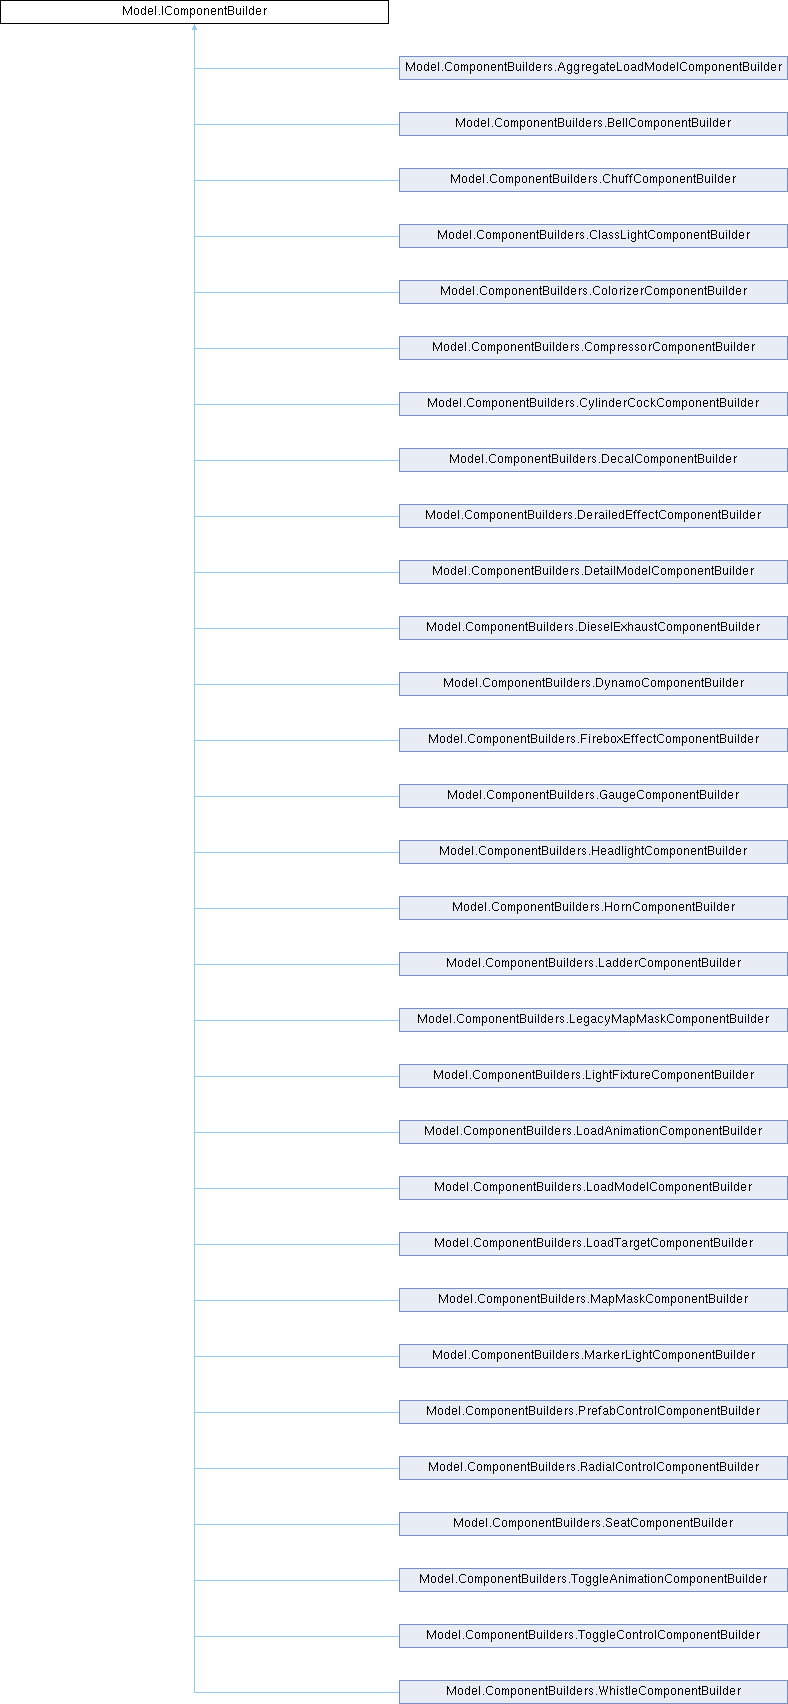 Model.IComponentBuilder
Model.ComponentBuilders.AggregateLoadModelComponentBuilder
Model.ComponentBuilders.BellComponentBuilder
Model.ComponentBuilders.ChuffComponentBuilder
Model.ComponentBuilders.ClassLightComponentBuilder
Model.ComponentBuilders.ColorizerComponentBuilder
Model.ComponentBuilders.CompressorComponentBuilder
Model.ComponentBuilders.CylinderCockComponentBuilder
Model.ComponentBuilders.DecalComponentBuilder
Model.ComponentBuilders.DerailedEffectComponentBuilder
Model.ComponentBuilders.DetailModelComponentBuilder
Model.ComponentBuilders.DieselExhaustComponentBuilder
Model.ComponentBuilders.DynamoComponentBuilder
Model.ComponentBuilders.FireboxEffectComponentBuilder
Model.ComponentBuilders.GaugeComponentBuilder
Model.ComponentBuilders.HeadlightComponentBuilder
Model.ComponentBuilders.HornComponentBuilder
Model.ComponentBuilders.LadderComponentBuilder
Model.ComponentBuilders.LegacyMapMaskComponentBuilder
Model.ComponentBuilders.LightFixtureComponentBuilder
Model.ComponentBuilders.LoadAnimationComponentBuilder
Model.ComponentBuilders.LoadModelComponentBuilder
Model.ComponentBuilders.LoadTargetComponentBuilder
Model.ComponentBuilders.MapMaskComponentBuilder
Model.ComponentBuilders.MarkerLightComponentBuilder
Model.ComponentBuilders.PrefabControlComponentBuilder
Model.ComponentBuilders.RadialControlComponentBuilder
Model.ComponentBuilders.SeatComponentBuilder
Model.ComponentBuilders.ToggleAnimationComponentBuilder
Model.ComponentBuilders.ToggleControlComponentBuilder
Model.ComponentBuilders.WhistleComponentBuilder